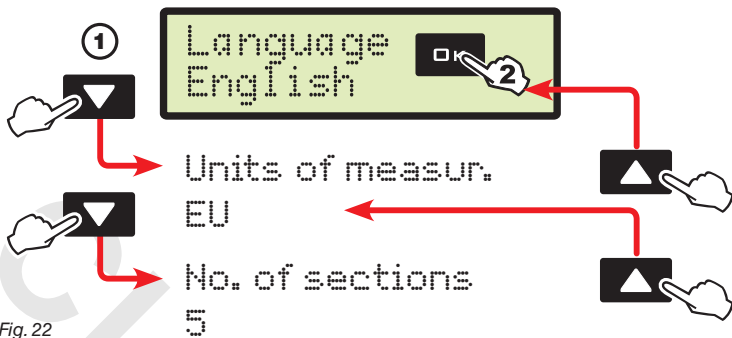 1
Language
English
OK
2
Units of measur.
EU
No. of sections
5
Fig. 22